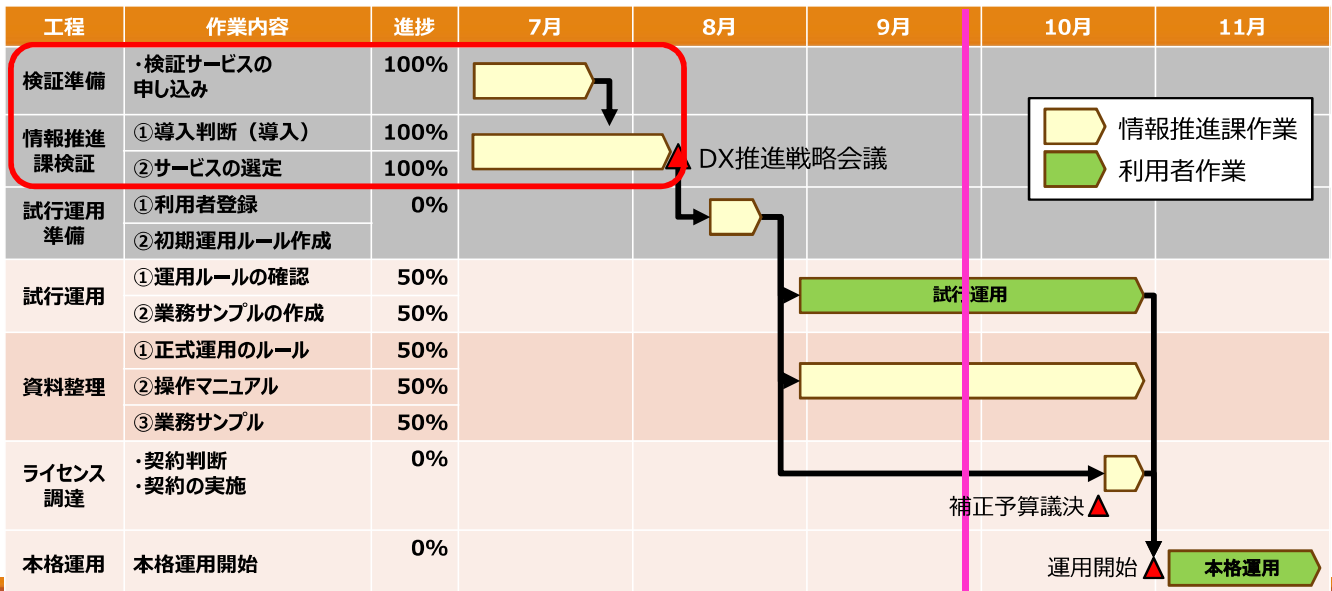 工程 作業内容 進捗 7月 8月 9月 10月 11月
検証準備
・検証サービスの
申し込み
100%
情報推進
課検証
①導入判断（導入） 100%
②サービスの選定 100%
DX推進戦略会議
情報推進課作業
利用者作業
試行運用
準備
①利用者登録 0%
②初期運用ルール作成
試行運用
①運用ルールの確認 50%
②業務サンプルの作成 50%
試行運用
資料整理
①正式運用のルール 50%
②操作マニュアル 50%
③業務サンプル 50%
ライセンス
調達
・契約判断
・契約の実施
0%
補正予算議決
本格運用 本格運用開始 0%
運用開始
本格運用